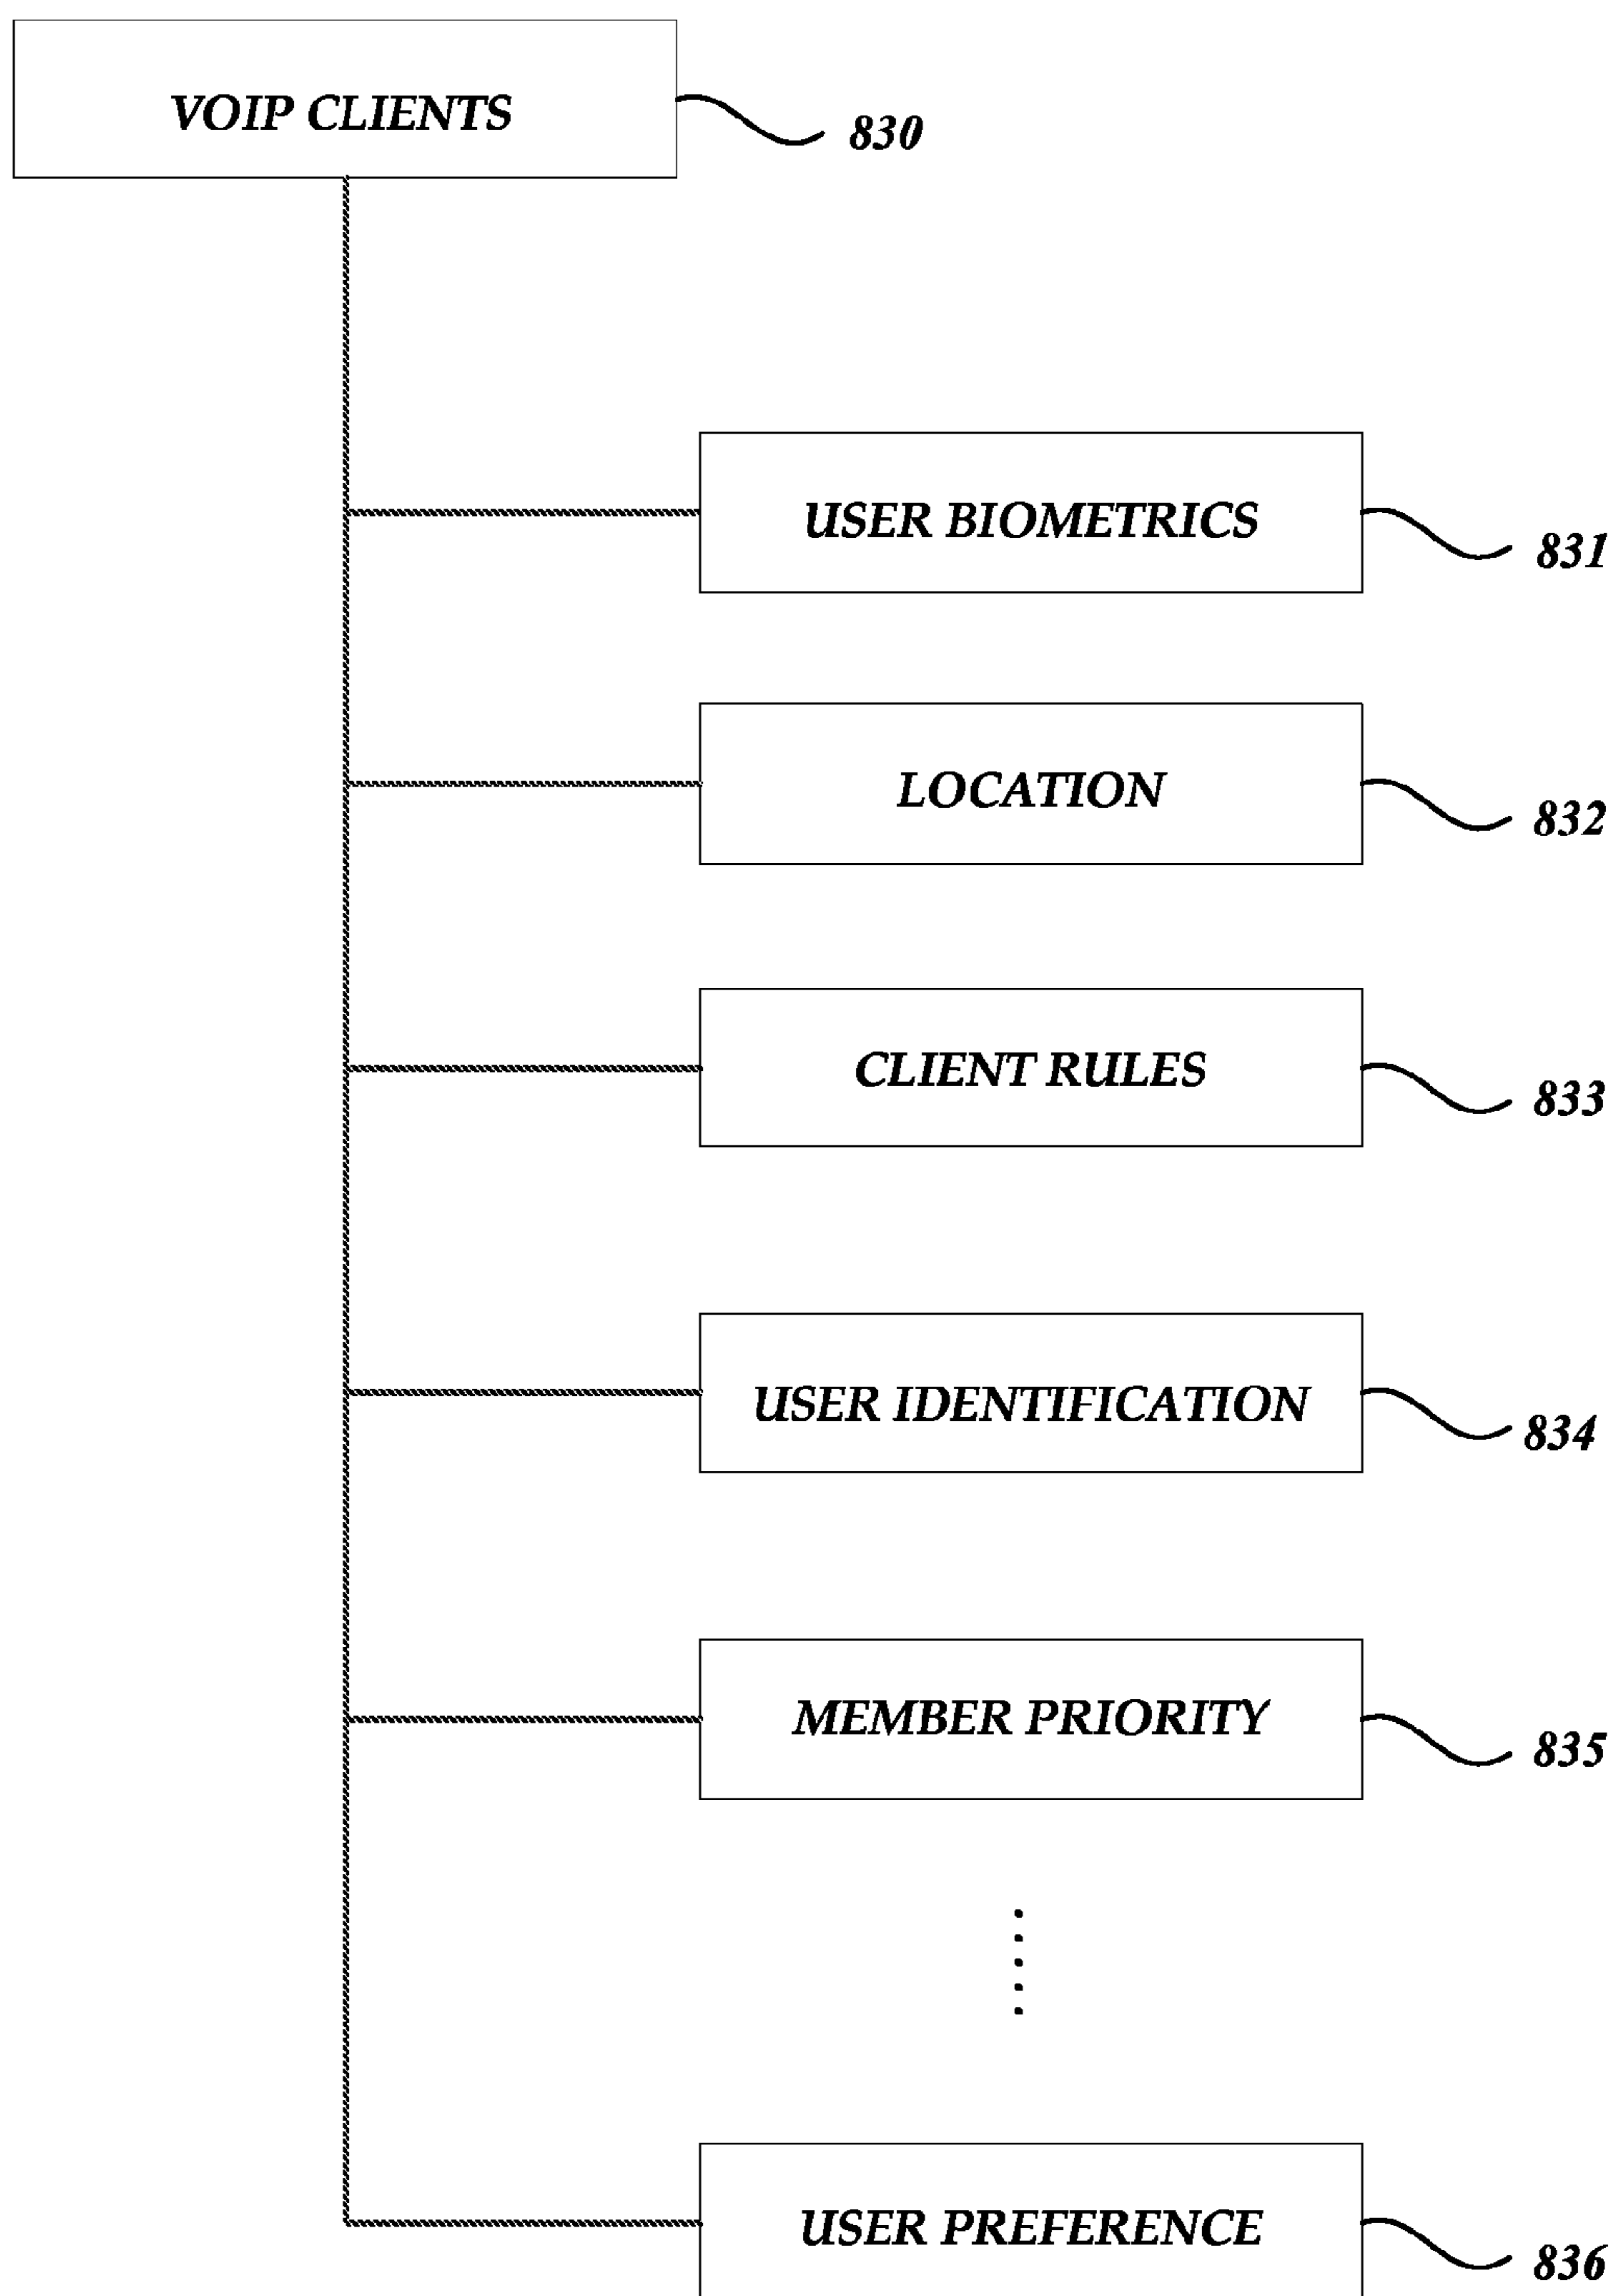 VOIP CLIENTS 830
USER BIOMETRICS 831
LOCATION 832
CLIENT RULES 833
USER IDENTIFICATION 834
MEMBER PRIORITY 835
USER PREFERENCE 836